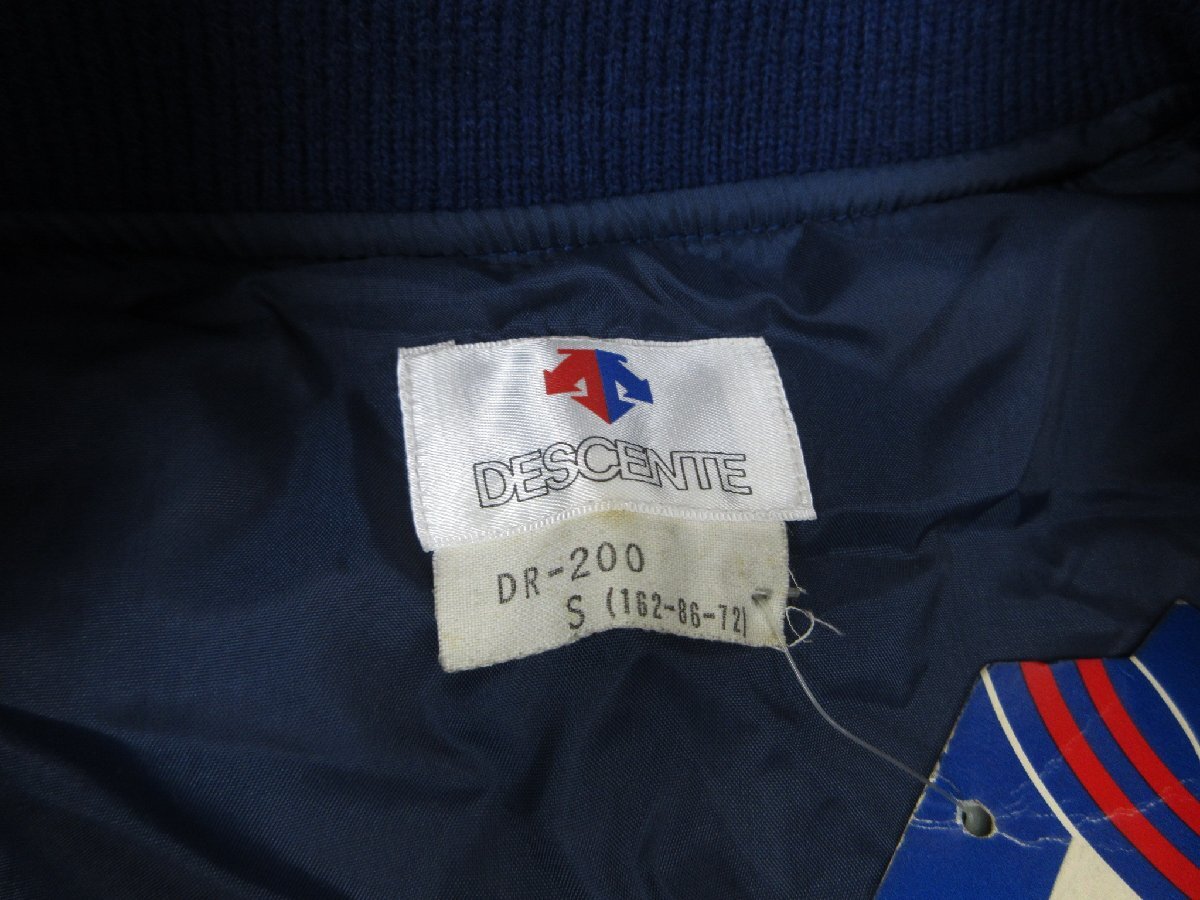 DESCENTE
DR-200
S (162-86-72)